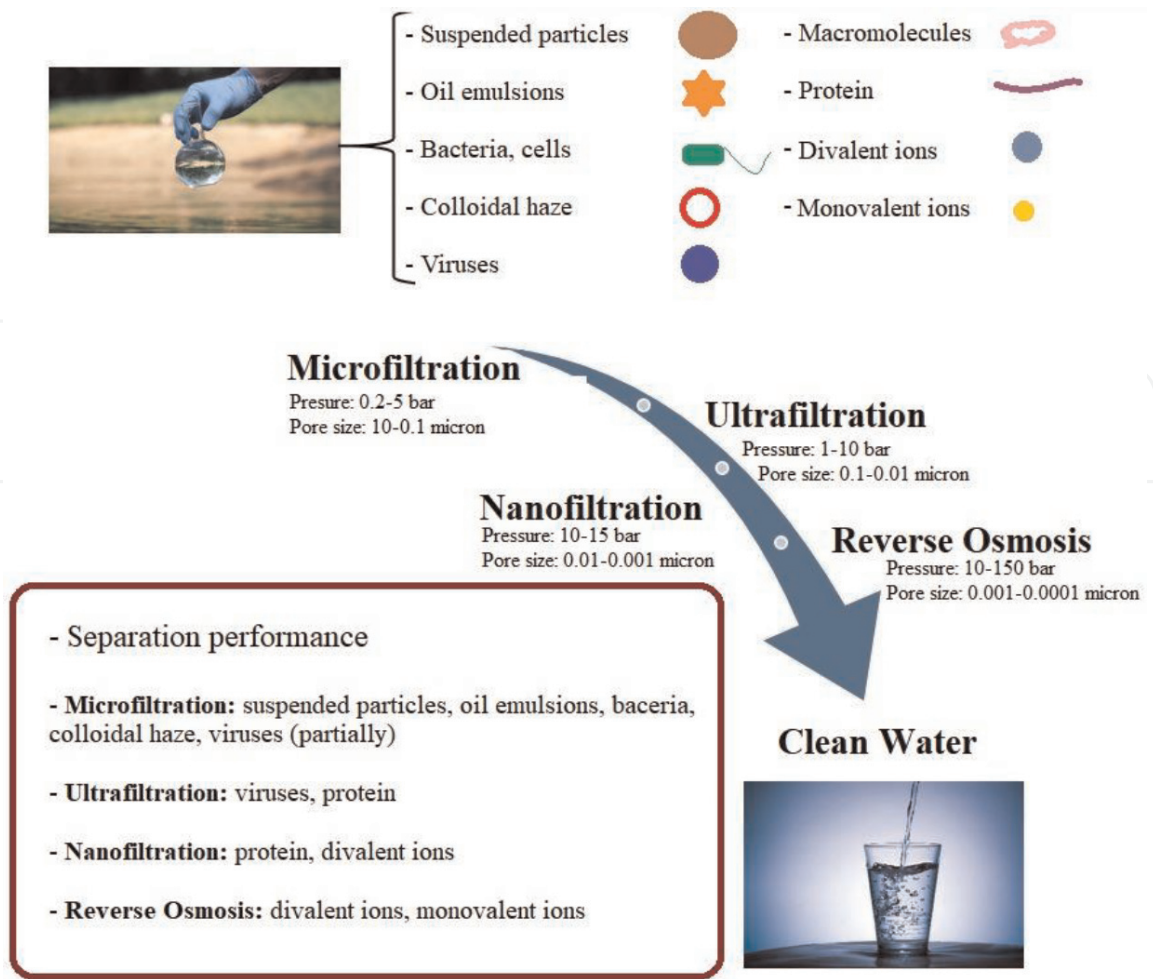 - Suspended particles
- Oil emulsions
- Bacteria, cells
- Colloidal haze
- Viruses
- Macromolecules
- Protein
- Divalent ions
- Monovalent ions
Microfiltration
Presure: 0.2-5 bar
Pore size: 10-0.1 micron
Ultrafiltration
Pressure: 1-10 bar
Pore size: 0.1-0.01 micron
Nanofiltration
Pressure: 10-15 bar
Pore size: 0.01-0.001 micron
Reverse Osmosis
Pressure: 10-150 bar
Pore size: 0.001-0.0001 micron
- Separation performance
- Microfiltration: suspended particles, oil emulsions, baceria,
colloidal haze, viruses (partially)
- Ultrafiltration: viruses, protein
- Nanofiltration: protein, divalent ions
- Reverse Osmosis: divalent ions, monovalent ions
Clean Water